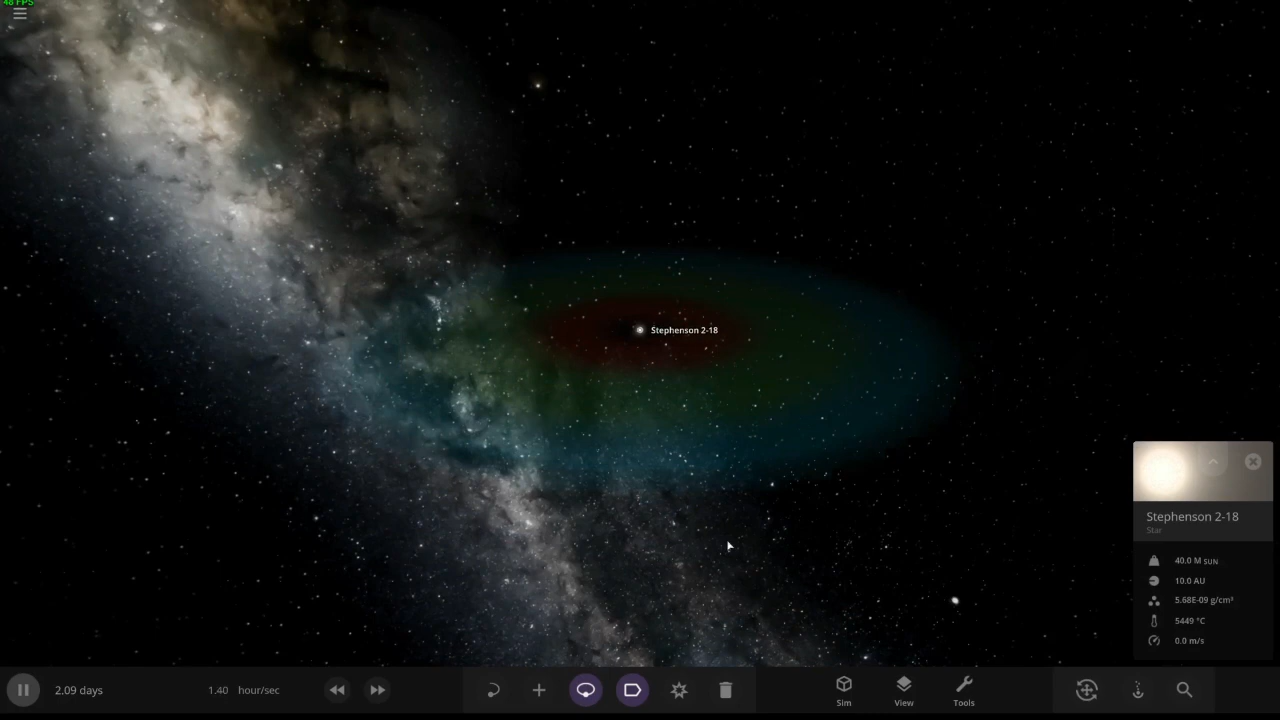 48 FPS
Stephenson 2-18
Stephenson 2-18
Star
40.0 M SUN
10.0 AU
5.68E-09 g/cm³
5449 °C
0.0 m/s
2.09 days
1.40 hour/sec
Sim
View
Tools